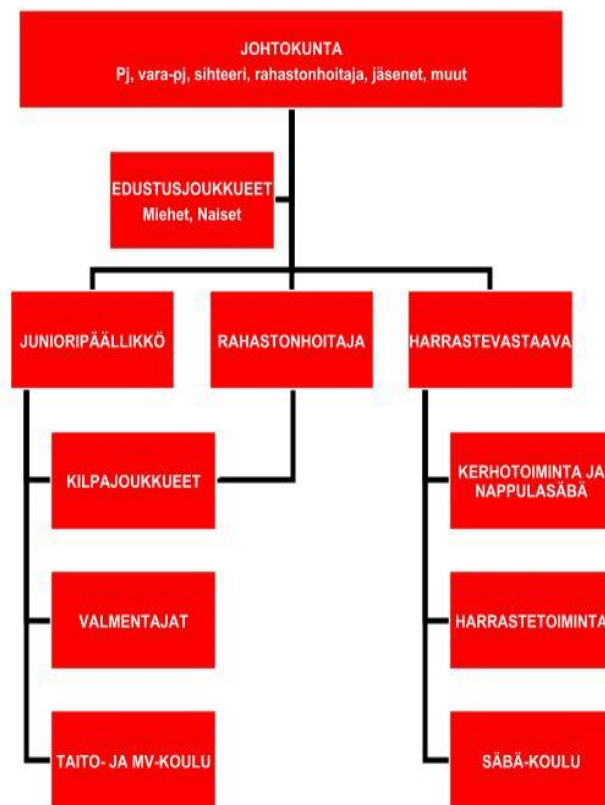 JOHTOKUNTA
Pj, vara-pj, sihteeri, rahastonhoitaja, jäsenet, muut
EDUSTUSJOUKKUEET
Miehet, Naiset
JUNIORIPÄÄLLIKKÖ
RAHASTONHOITAJA
HARRASTEVASTAAVA
KILPAJOUKKUEET
KERHOTOIMINTA JA
NAPPULASÄBÄ
VALMENTAJAT
HARRASTETOIMINTA
TAITO- JA MV-KOULU
SÄBÄ-KOULU